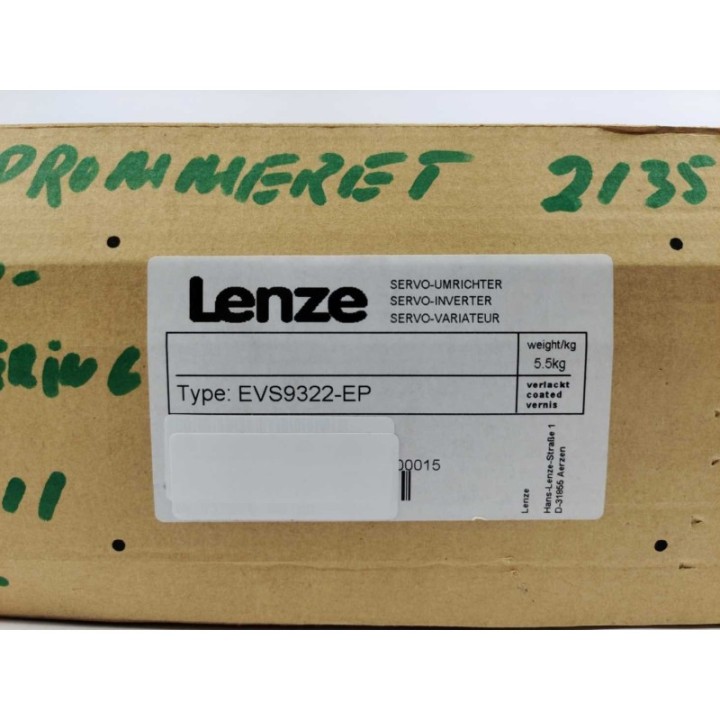 PROMMERET 2135
Lenze
SERVO-UMRICHTER
SERVO-INVERTER
SERVO-VARIATEUR
weight/kg
5.5kg
Type: EVS9322-EP
verlackt
coated
vernis
ERING
00015
Lenze
Hans-Lenze-Straße 1
D-31855 Aerzen